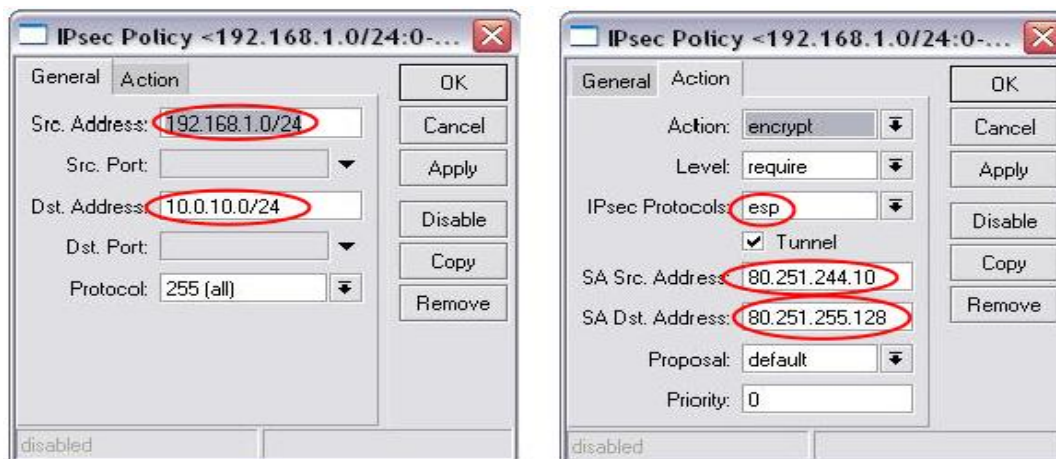 IPsec Policy <192.168.1.0/24:0-...
General Action
OK
Src. Address: 192.168.1.0/24
Cancel
Src. Port:
Apply
Dst. Address: 10.0.10.0/24
Disable
Dst. Port:
Copy
Protocol: 255 (all)
Remove
disabled
IPsec Policy <192.168.1.0/24:0-...
General Action
OK
Action: encrypt
Cancel
Level: require
Apply
IPsec Protocols: esp
Disable
Tunnel
Copy
SA Src. Address: 80.251.244.10
Remove
SA Dst. Address: 80.251.255.128
Proposal: default
Priority: 0
disabled